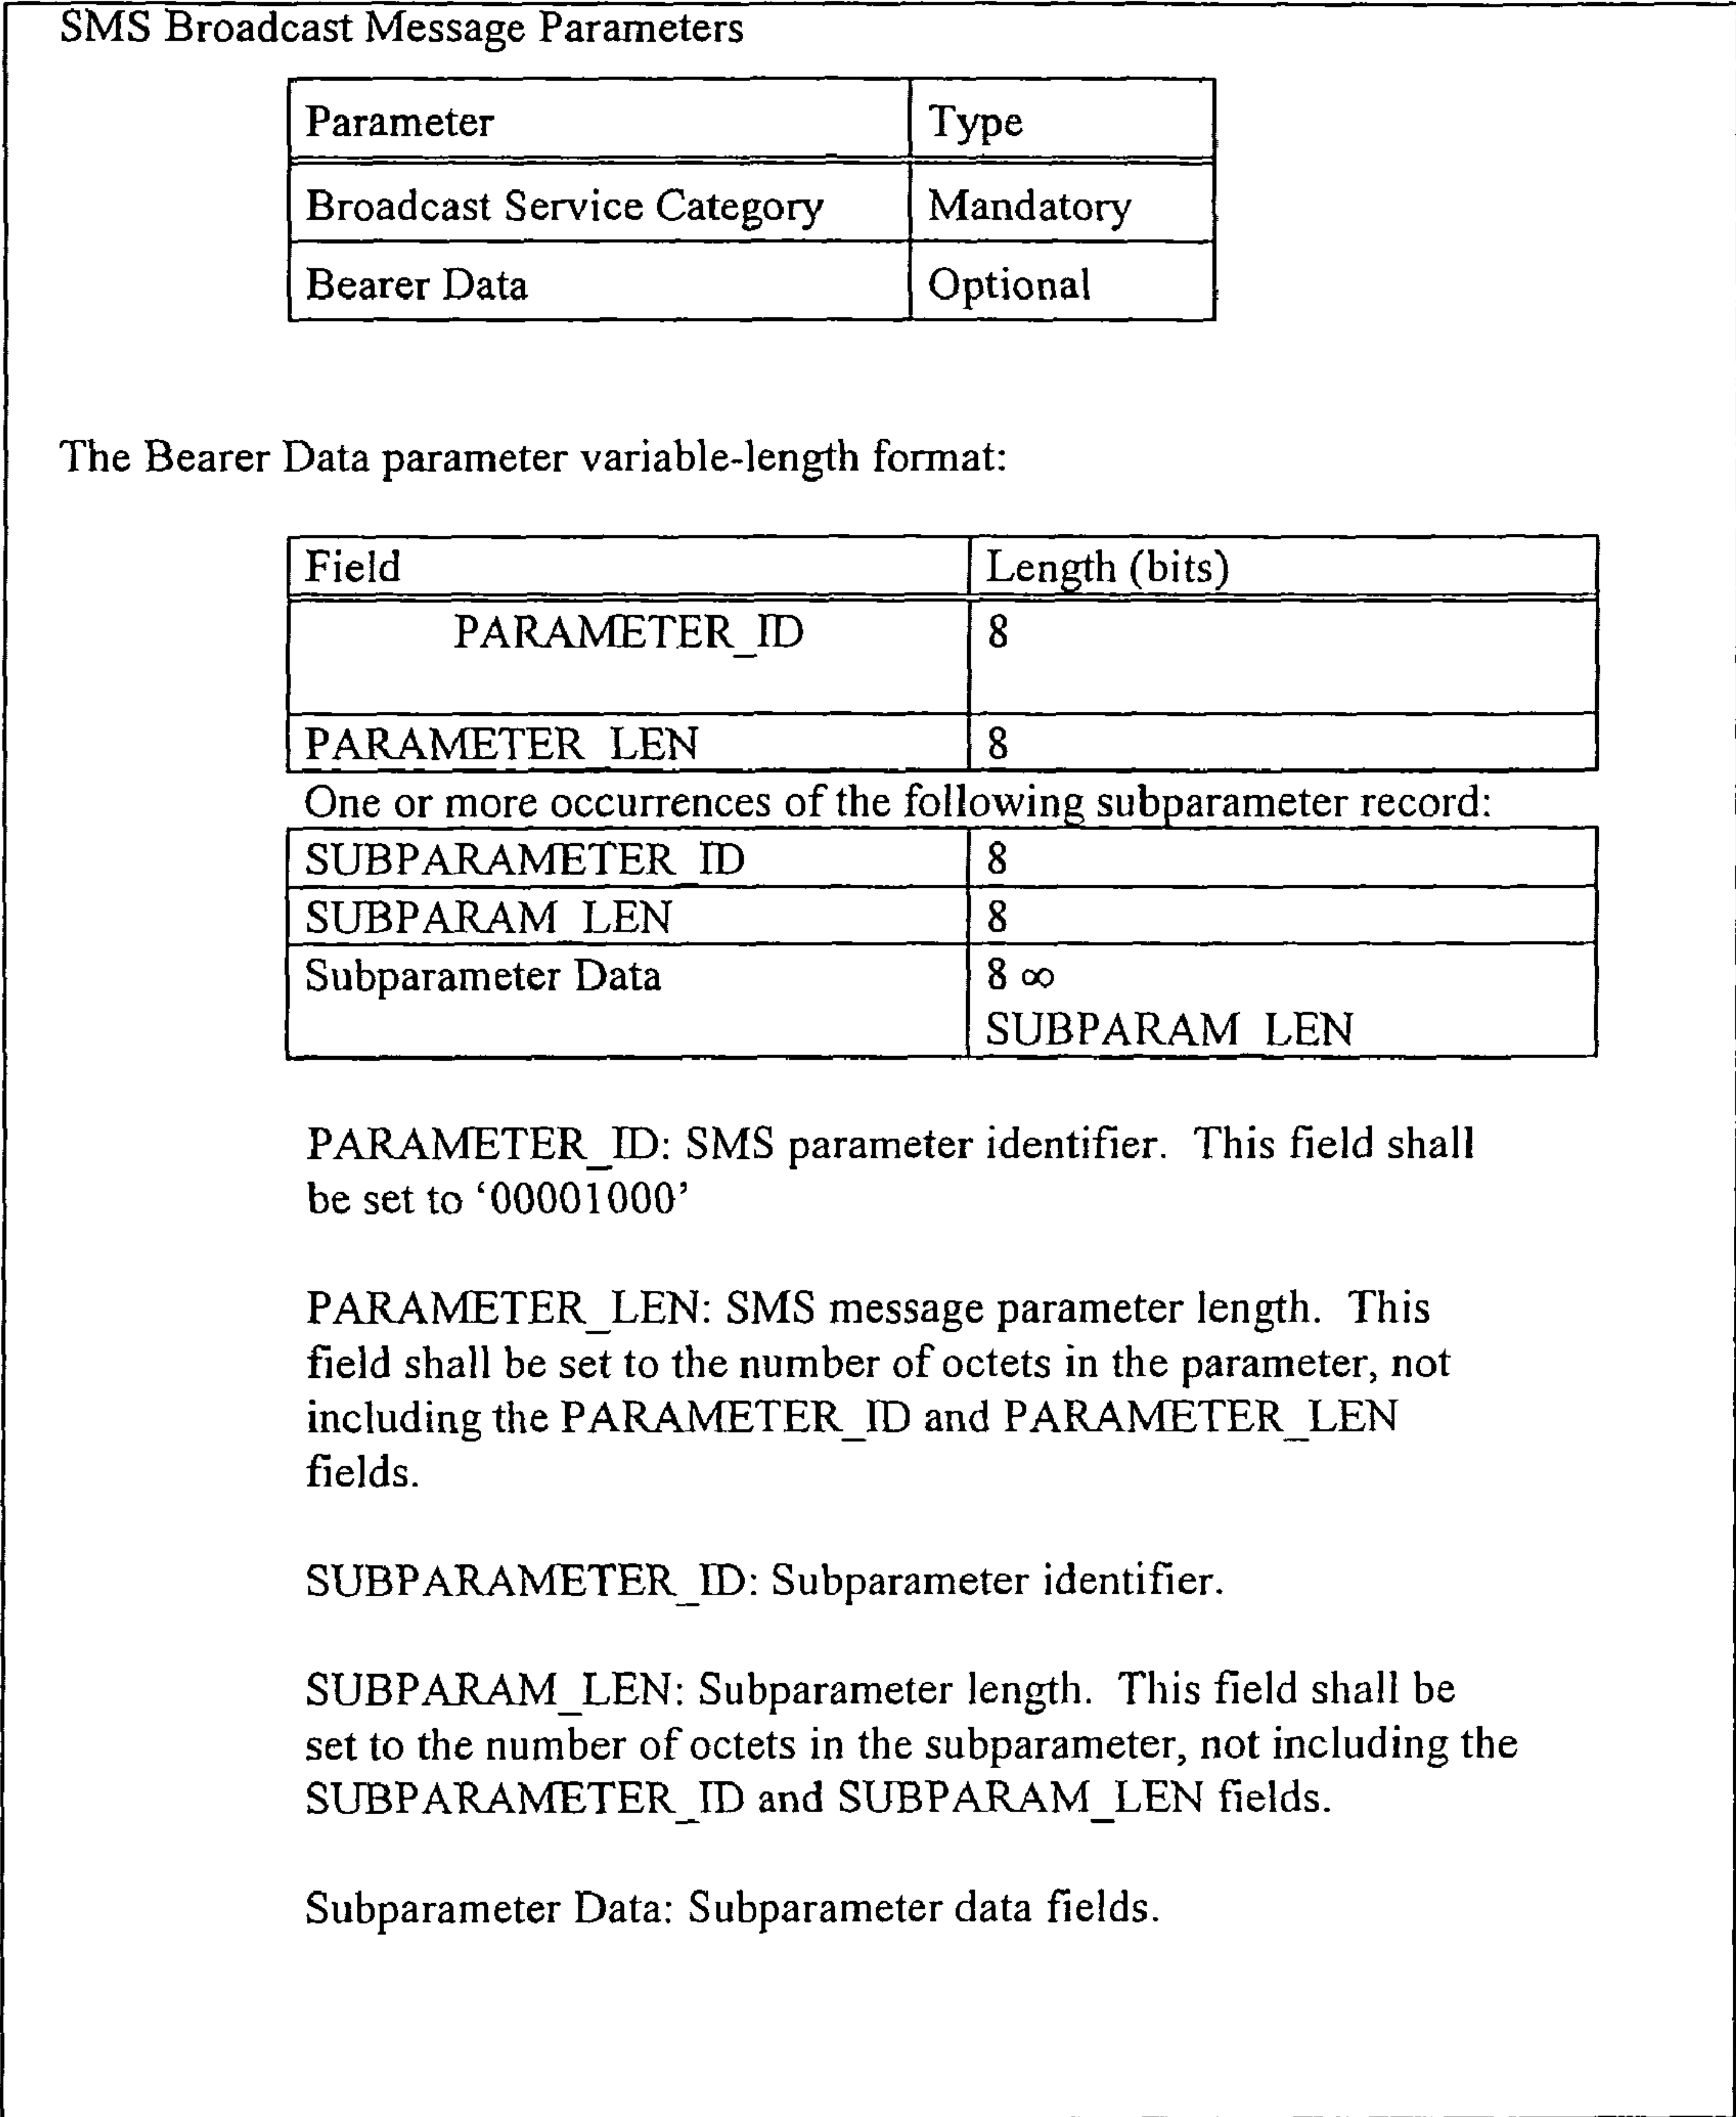 SMS Broadcast Message Parameters
Parameter Type
Broadcast Service Category Mandatory
Bearer Data Optional
The Bearer Data parameter variable-length format:
Field Length (bits)
PARAMETER_ID 8
PARAMETER_LEN 8
One or more occurrences of the following subparameter record:
SUBPARAMETER_ID 8
SUBPARAM_LEN 8
Subparameter Data 8 ∞
SUBPARAM_LEN
PARAMETER_ID: SMS parameter identifier. This field shall
be set to ‘00001000’
PARAMETER_LEN: SMS message parameter length. This
field shall be set to the number of octets in the parameter, not
including the PARAMETER_ID and PARAMETER_LEN
fields.
SUBPARAMETER_ID: Subparameter identifier.
SUBPARAM_LEN: Subparameter length. This field shall be
set to the number of octets in the subparameter, not including the
SUBPARAMETER_ID and SUBPARAM_LEN fields.
Subparameter Data: Subparameter data fields.